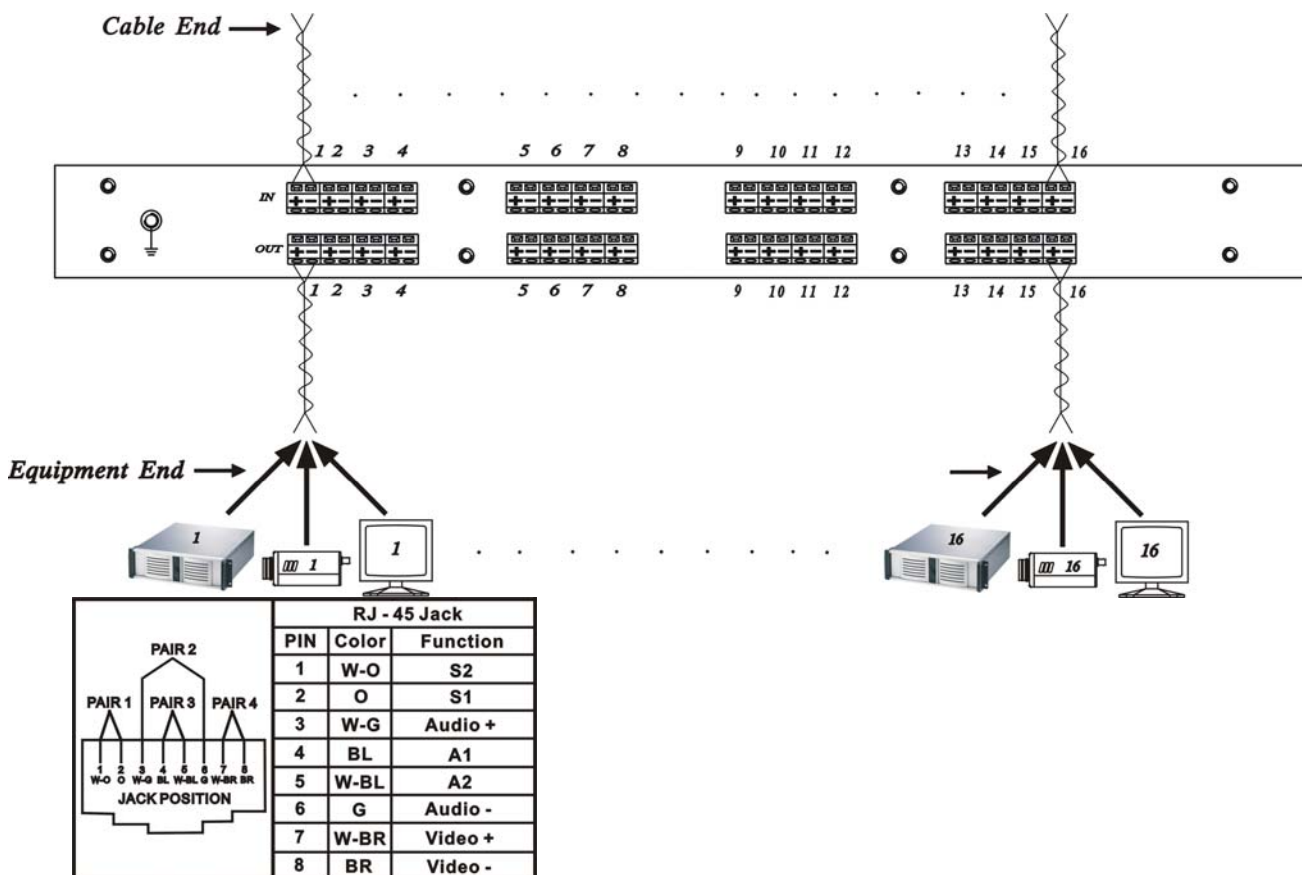 Cable End
1 2 3 4 5 6 7 8 9 10 11 12 13 14 15 16
IN
+ - + - + - + - + - + - + - + - + - + - + - + - + - + - + - + -
OUT
+ - + - + - + - + - + - + - + - + - + - + - + - + - + - + - + -
1 2 3 4 5 6 7 8 9 10 11 12 13 14 15 16
Equipment End
1 1 1 16 16 16
PAIR 2
PAIR 1 PAIR 3 PAIR 4
1 2 3 4 5 6 7 8
W-O O W-G BL W-BL G W-BR BR
JACK POSITION
RJ - 45 Jack
PIN Color Function
1 W-O S2
2 O S1
3 W-G Audio +
4 BL A1
5 W-BL A2
6 G Audio -
7 W-BR Video +
8 BR Video -